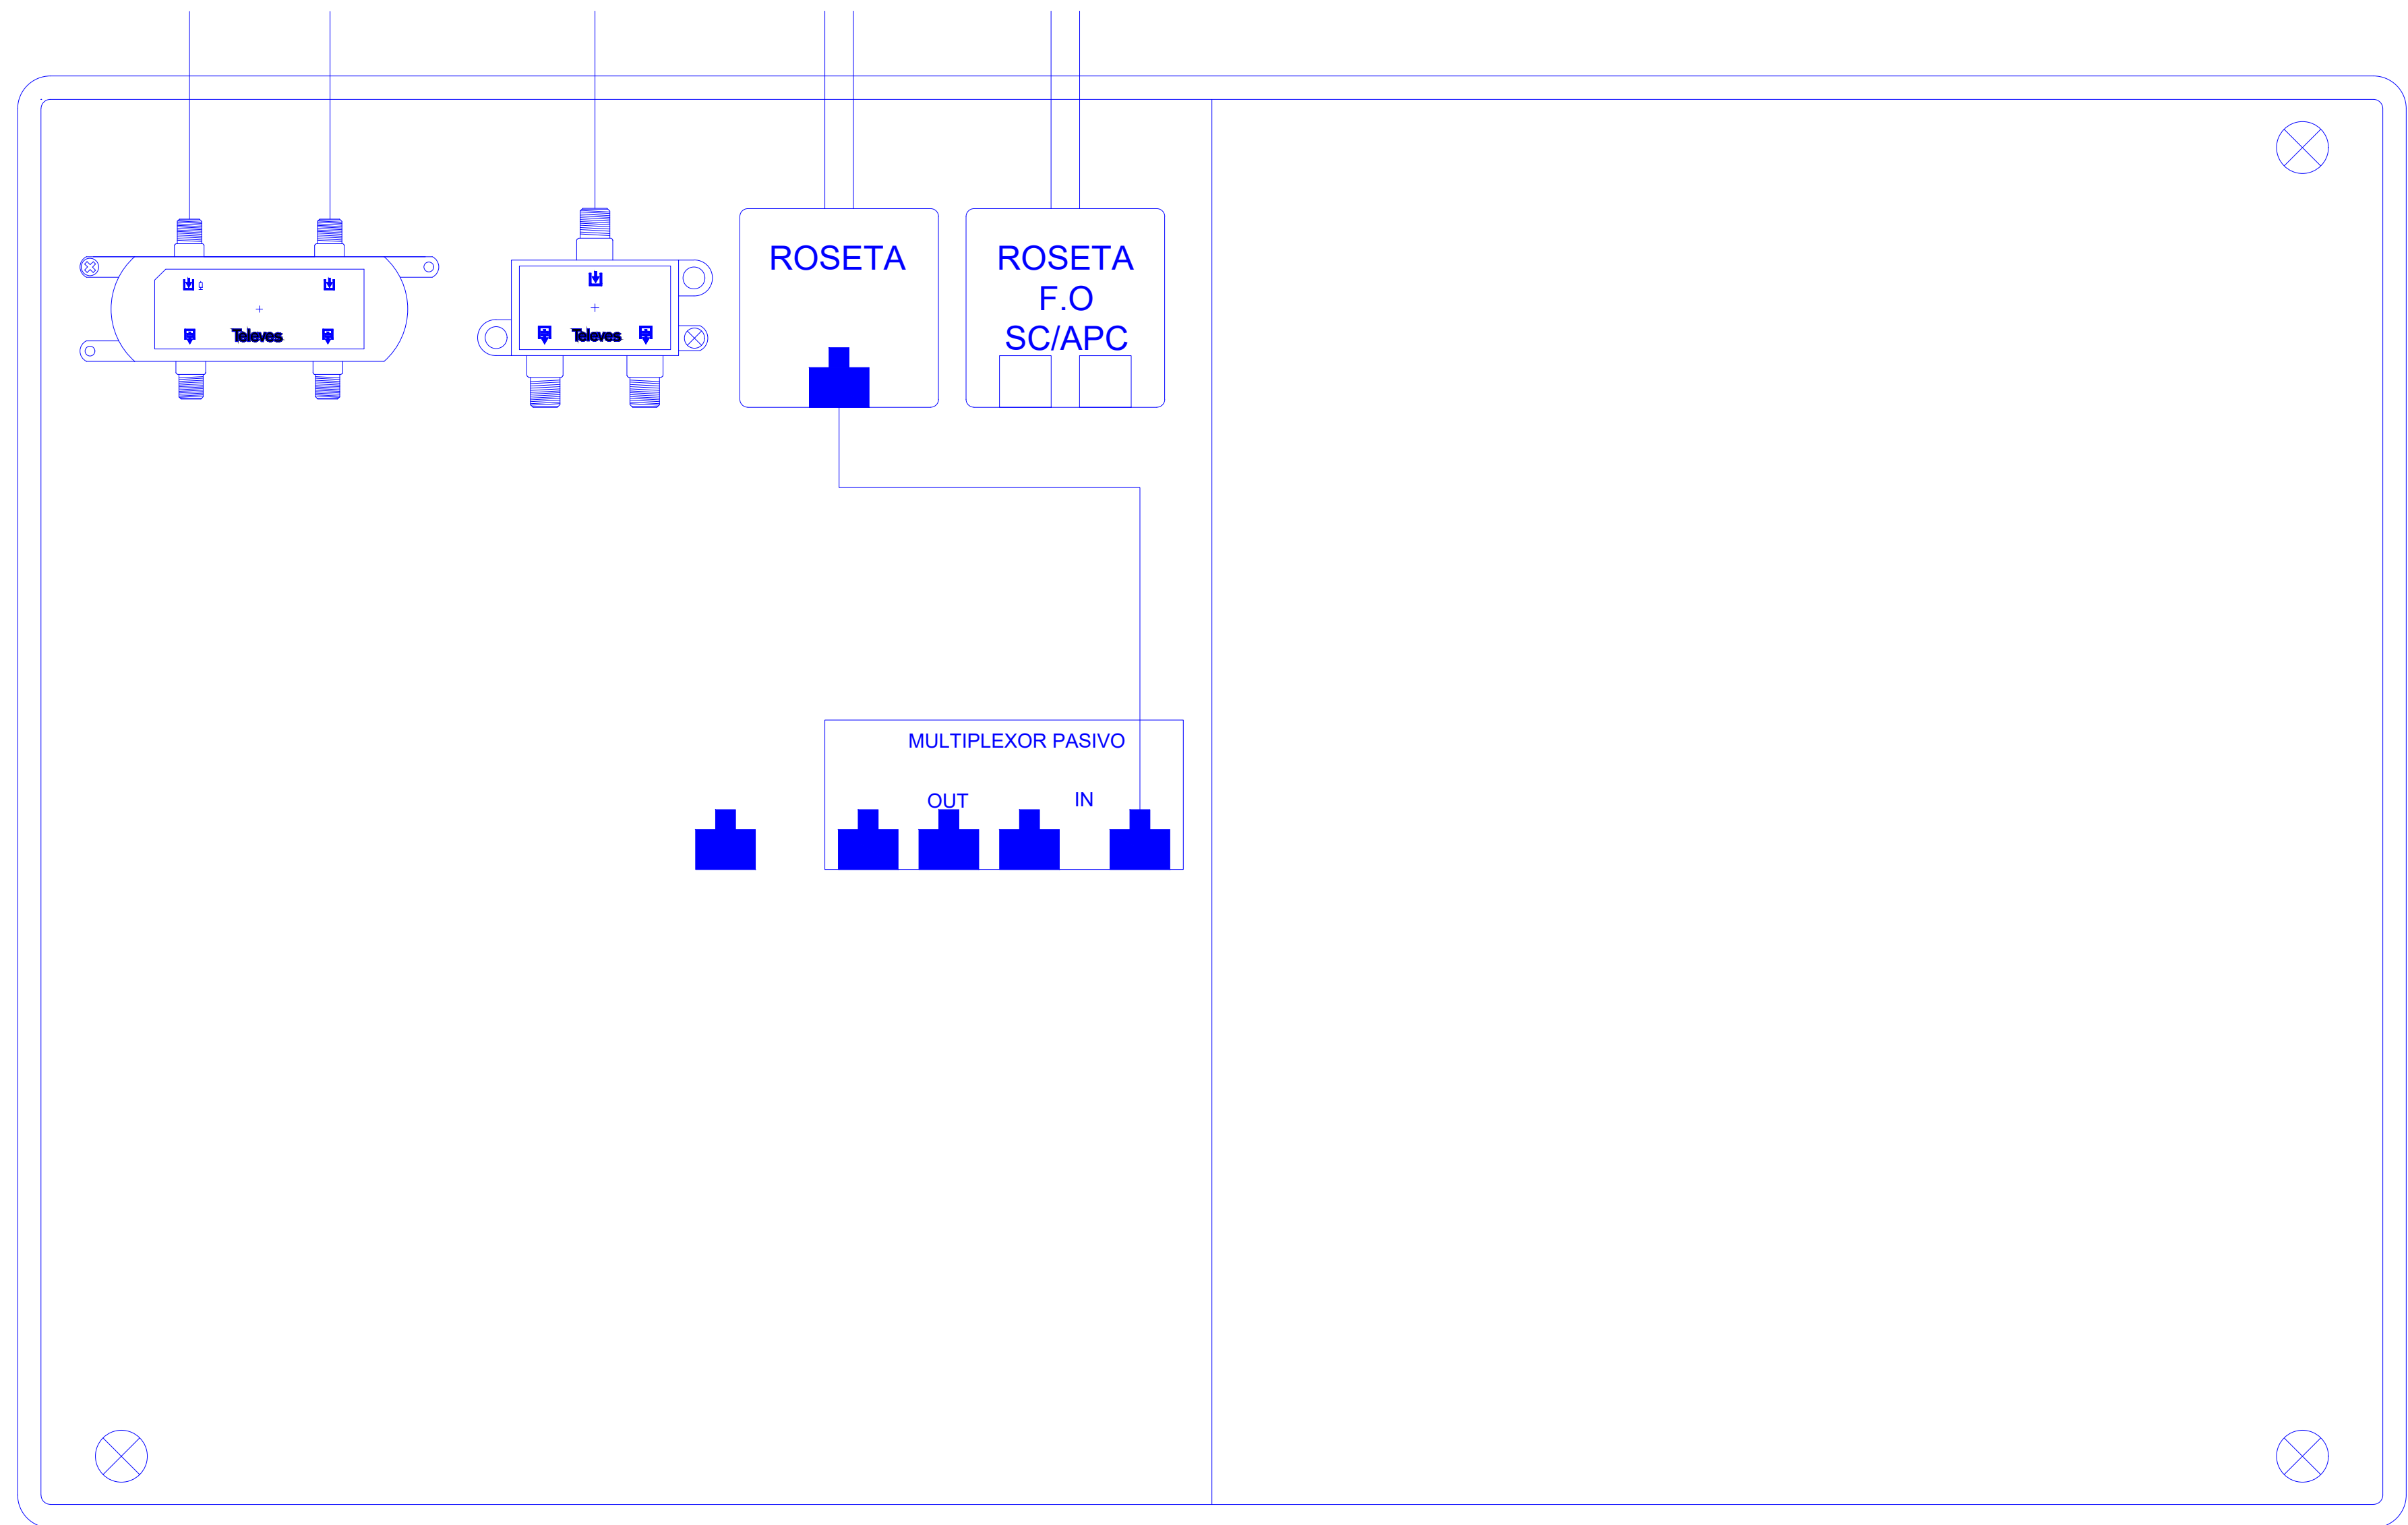 Televes
Televes
ROSETA
ROSETA
F.O
SC/APC
MULTIPLEXOR PASIVO
OUT
IN